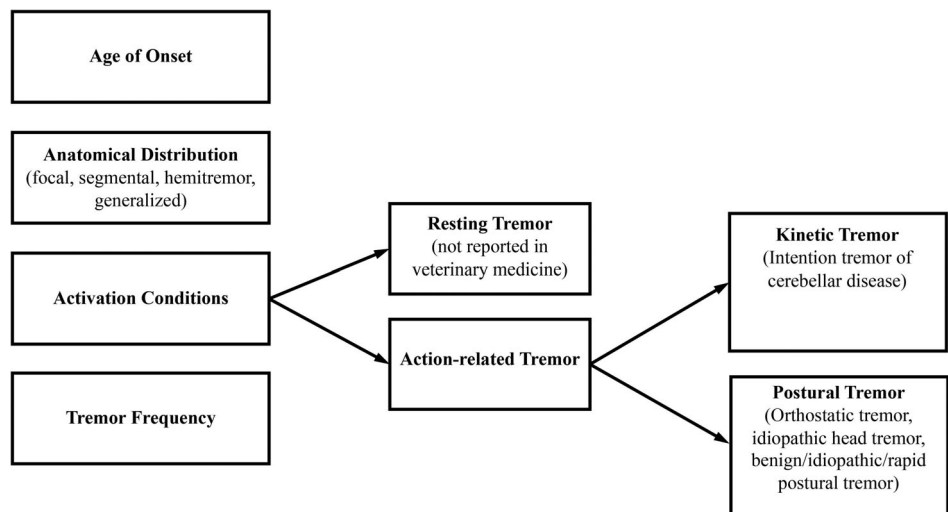 Age of Onset
Anatomical Distribution
(focal, segmental, hemitremor,
generalized)
Activation Conditions
Tremor Frequency
Resting Tremor
(not reported in
veterinary medicine)
Action-related Tremor
Kinetic Tremor
(Intention tremor of
cerebellar disease)
Postural Tremor
(Orthostatic tremor,
idiopathic head tremor,
benign/idiopathic/rapid
postural tremor)